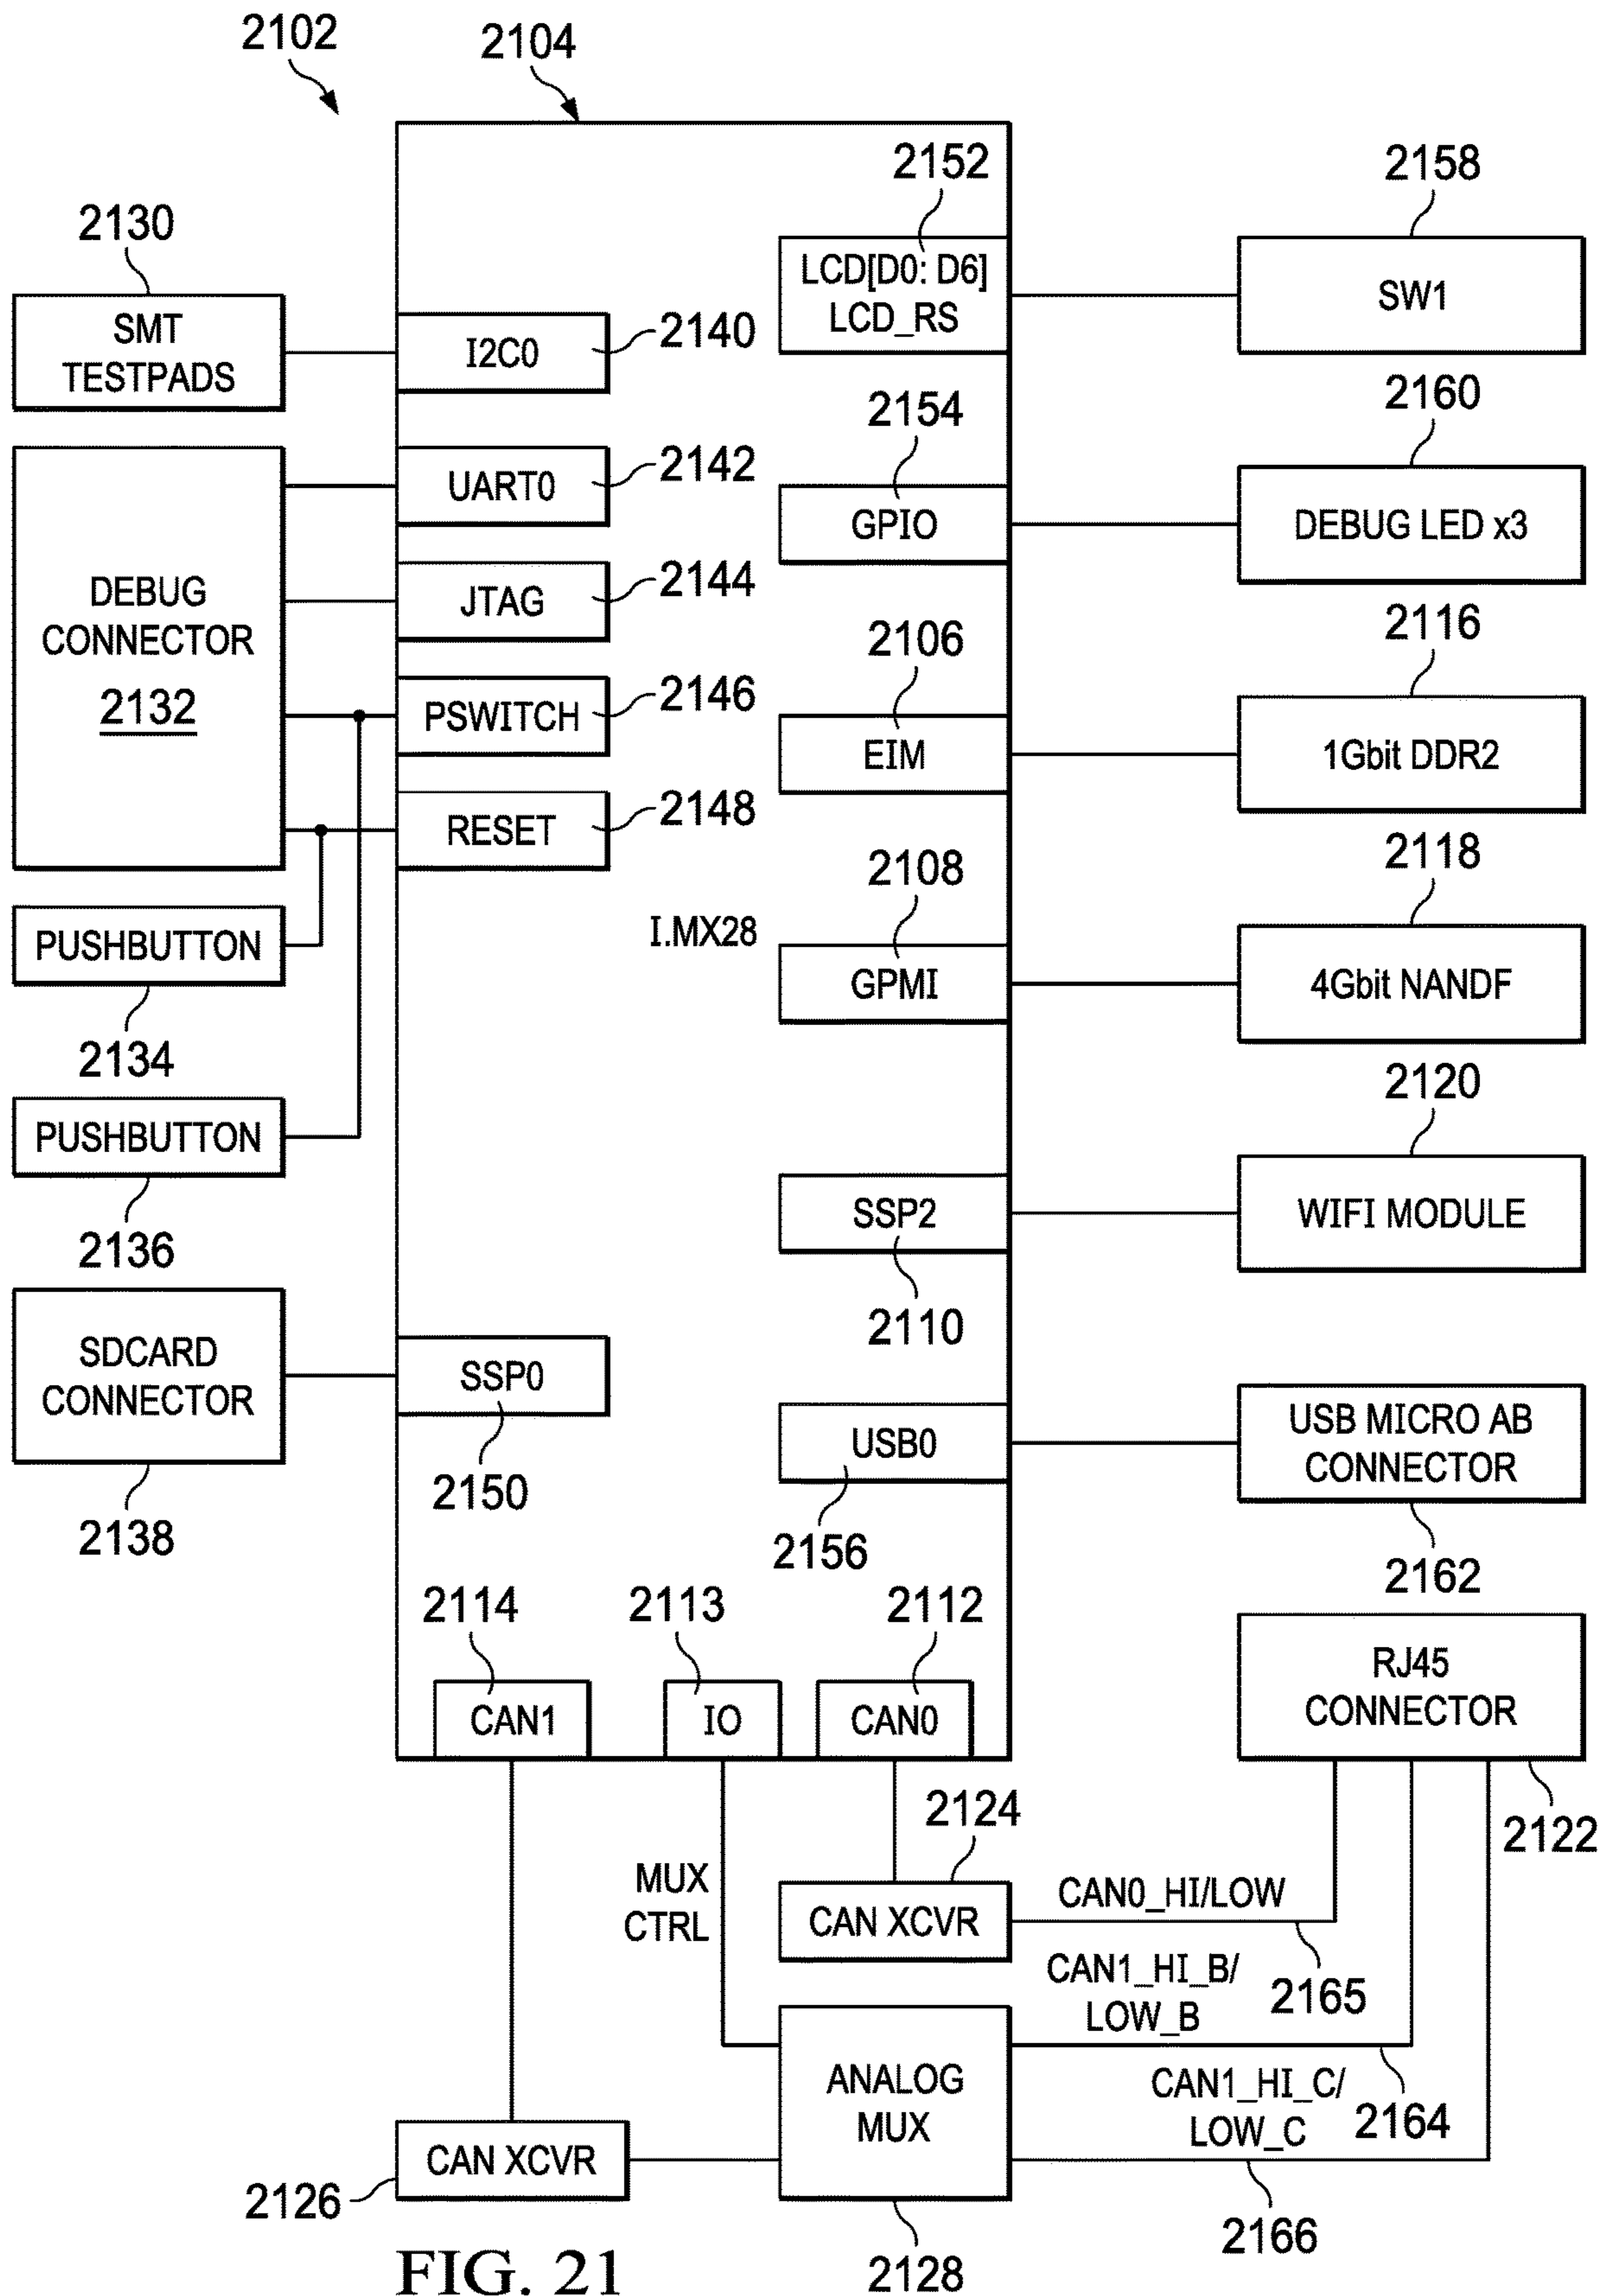 2102
2104
2152
2158
2130
LCD[D0: D6]
LCD_RS
SW1
SMT
TESTPADS
I2C0
2140
2160
2154
2142
UART0
GPIO
DEBUG LED x3
DEBUG
CONNECTOR
2132
JTAG
2144
2116
2106
PSWITCH
2146
EIM
1Gbit DDR2
RESET
2148
2118
2108
I.MX28
PUSHBUTTON
GPMI
4Gbit NANDF
2134
2120
PUSHBUTTON
2136
SSP2
WIFI MODULE
2110
SDCARD
CONNECTOR
SSP0
2150
2138
USB0
USB MICRO AB
CONNECTOR
2156
2162
2114
2113
2112
CAN1
IO
CAN0
RJ45
CONNECTOR
2124
2122
MUX
CTRL
CAN XCVR
CAN0_HI/LOW
2165
CAN1_HI_B/
LOW_B
ANALOG
MUX
CAN1_HI_C/
LOW_C
2164
CAN XCVR
2126
2166
2128
FIG. 21